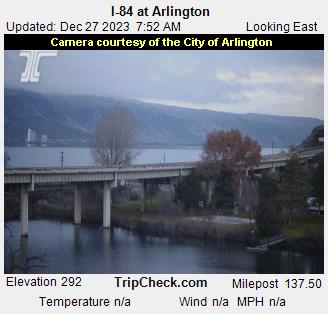 I-84 at Arlington
Updated: Dec 27 2023 7:52 AM Looking East
Camera courtesy of the City of Arlington
Elevation 292 TripCheck.com Milepost 137.50
Temperature n/a Wind n/a MPH n/a